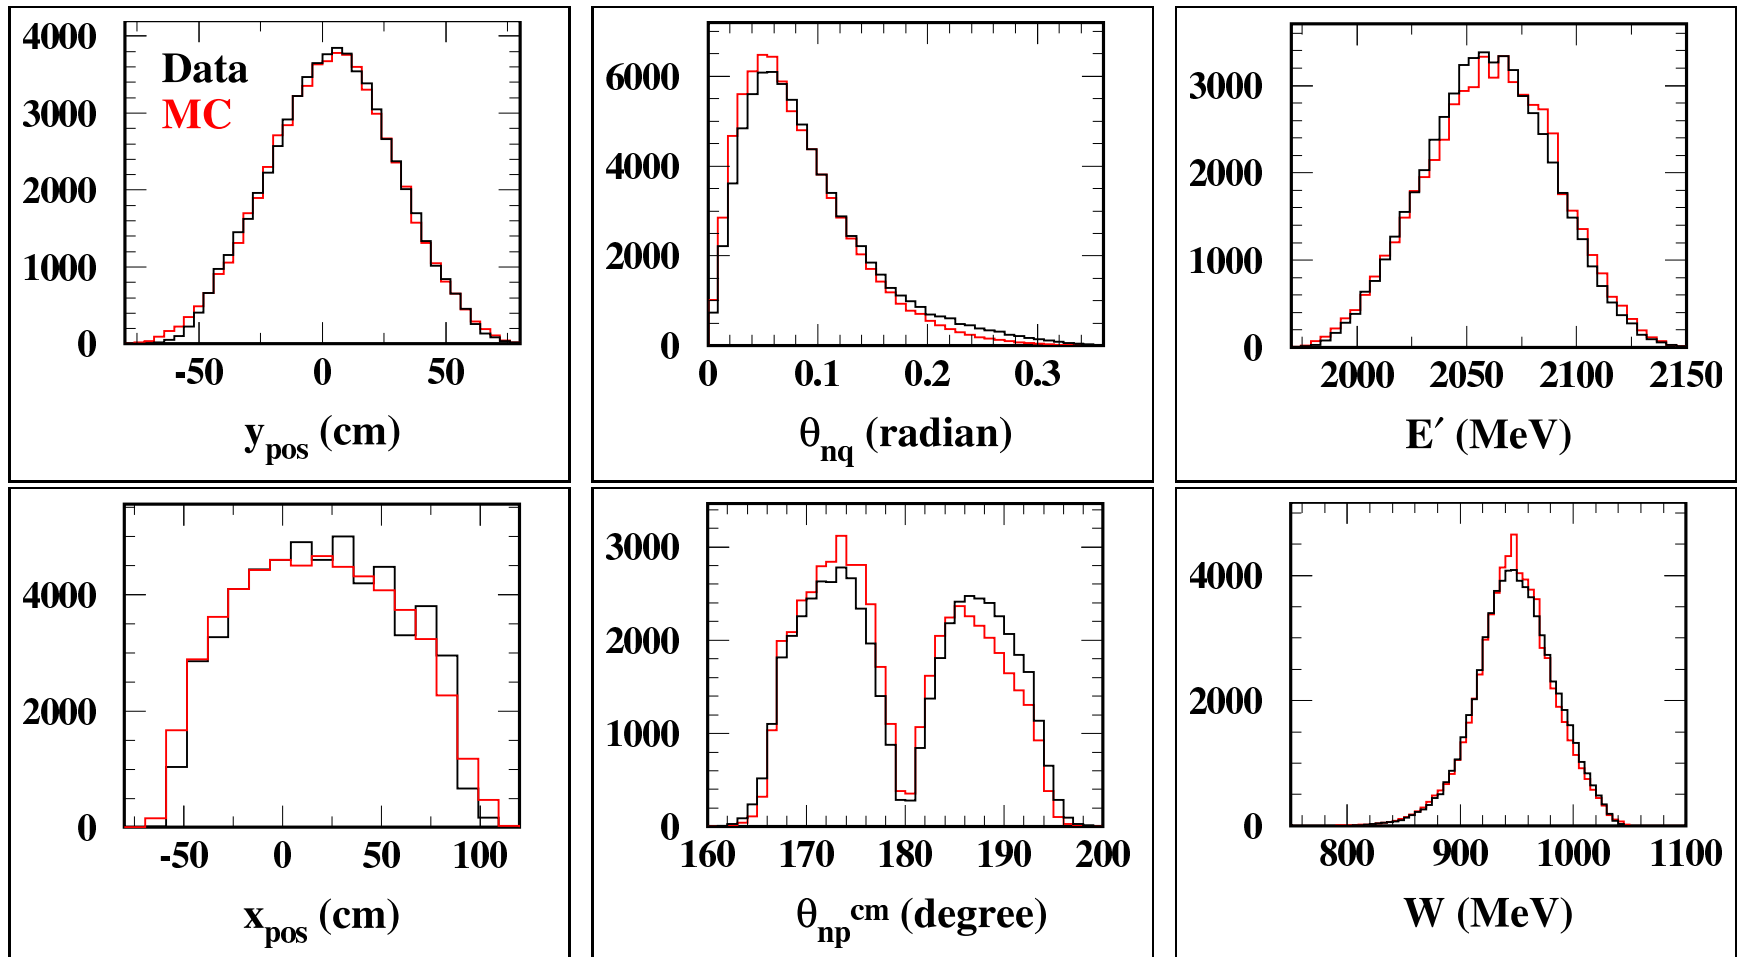 4000
3000
2000
1000
0
Data
MC
-50 0 50
y_pos (cm)
6000
4000
2000
0
0 0.1 0.2 0.3
θ_nq (radian)
3000
2000
1000
0
2000 2050 2100 2150
E′ (MeV)
4000
2000
0
-50 0 50 100
x_pos (cm)
3000
2000
1000
0
160 170 180 190 200
θ_np^cm (degree)
4000
2000
0
800 900 1000 1100
W (MeV)